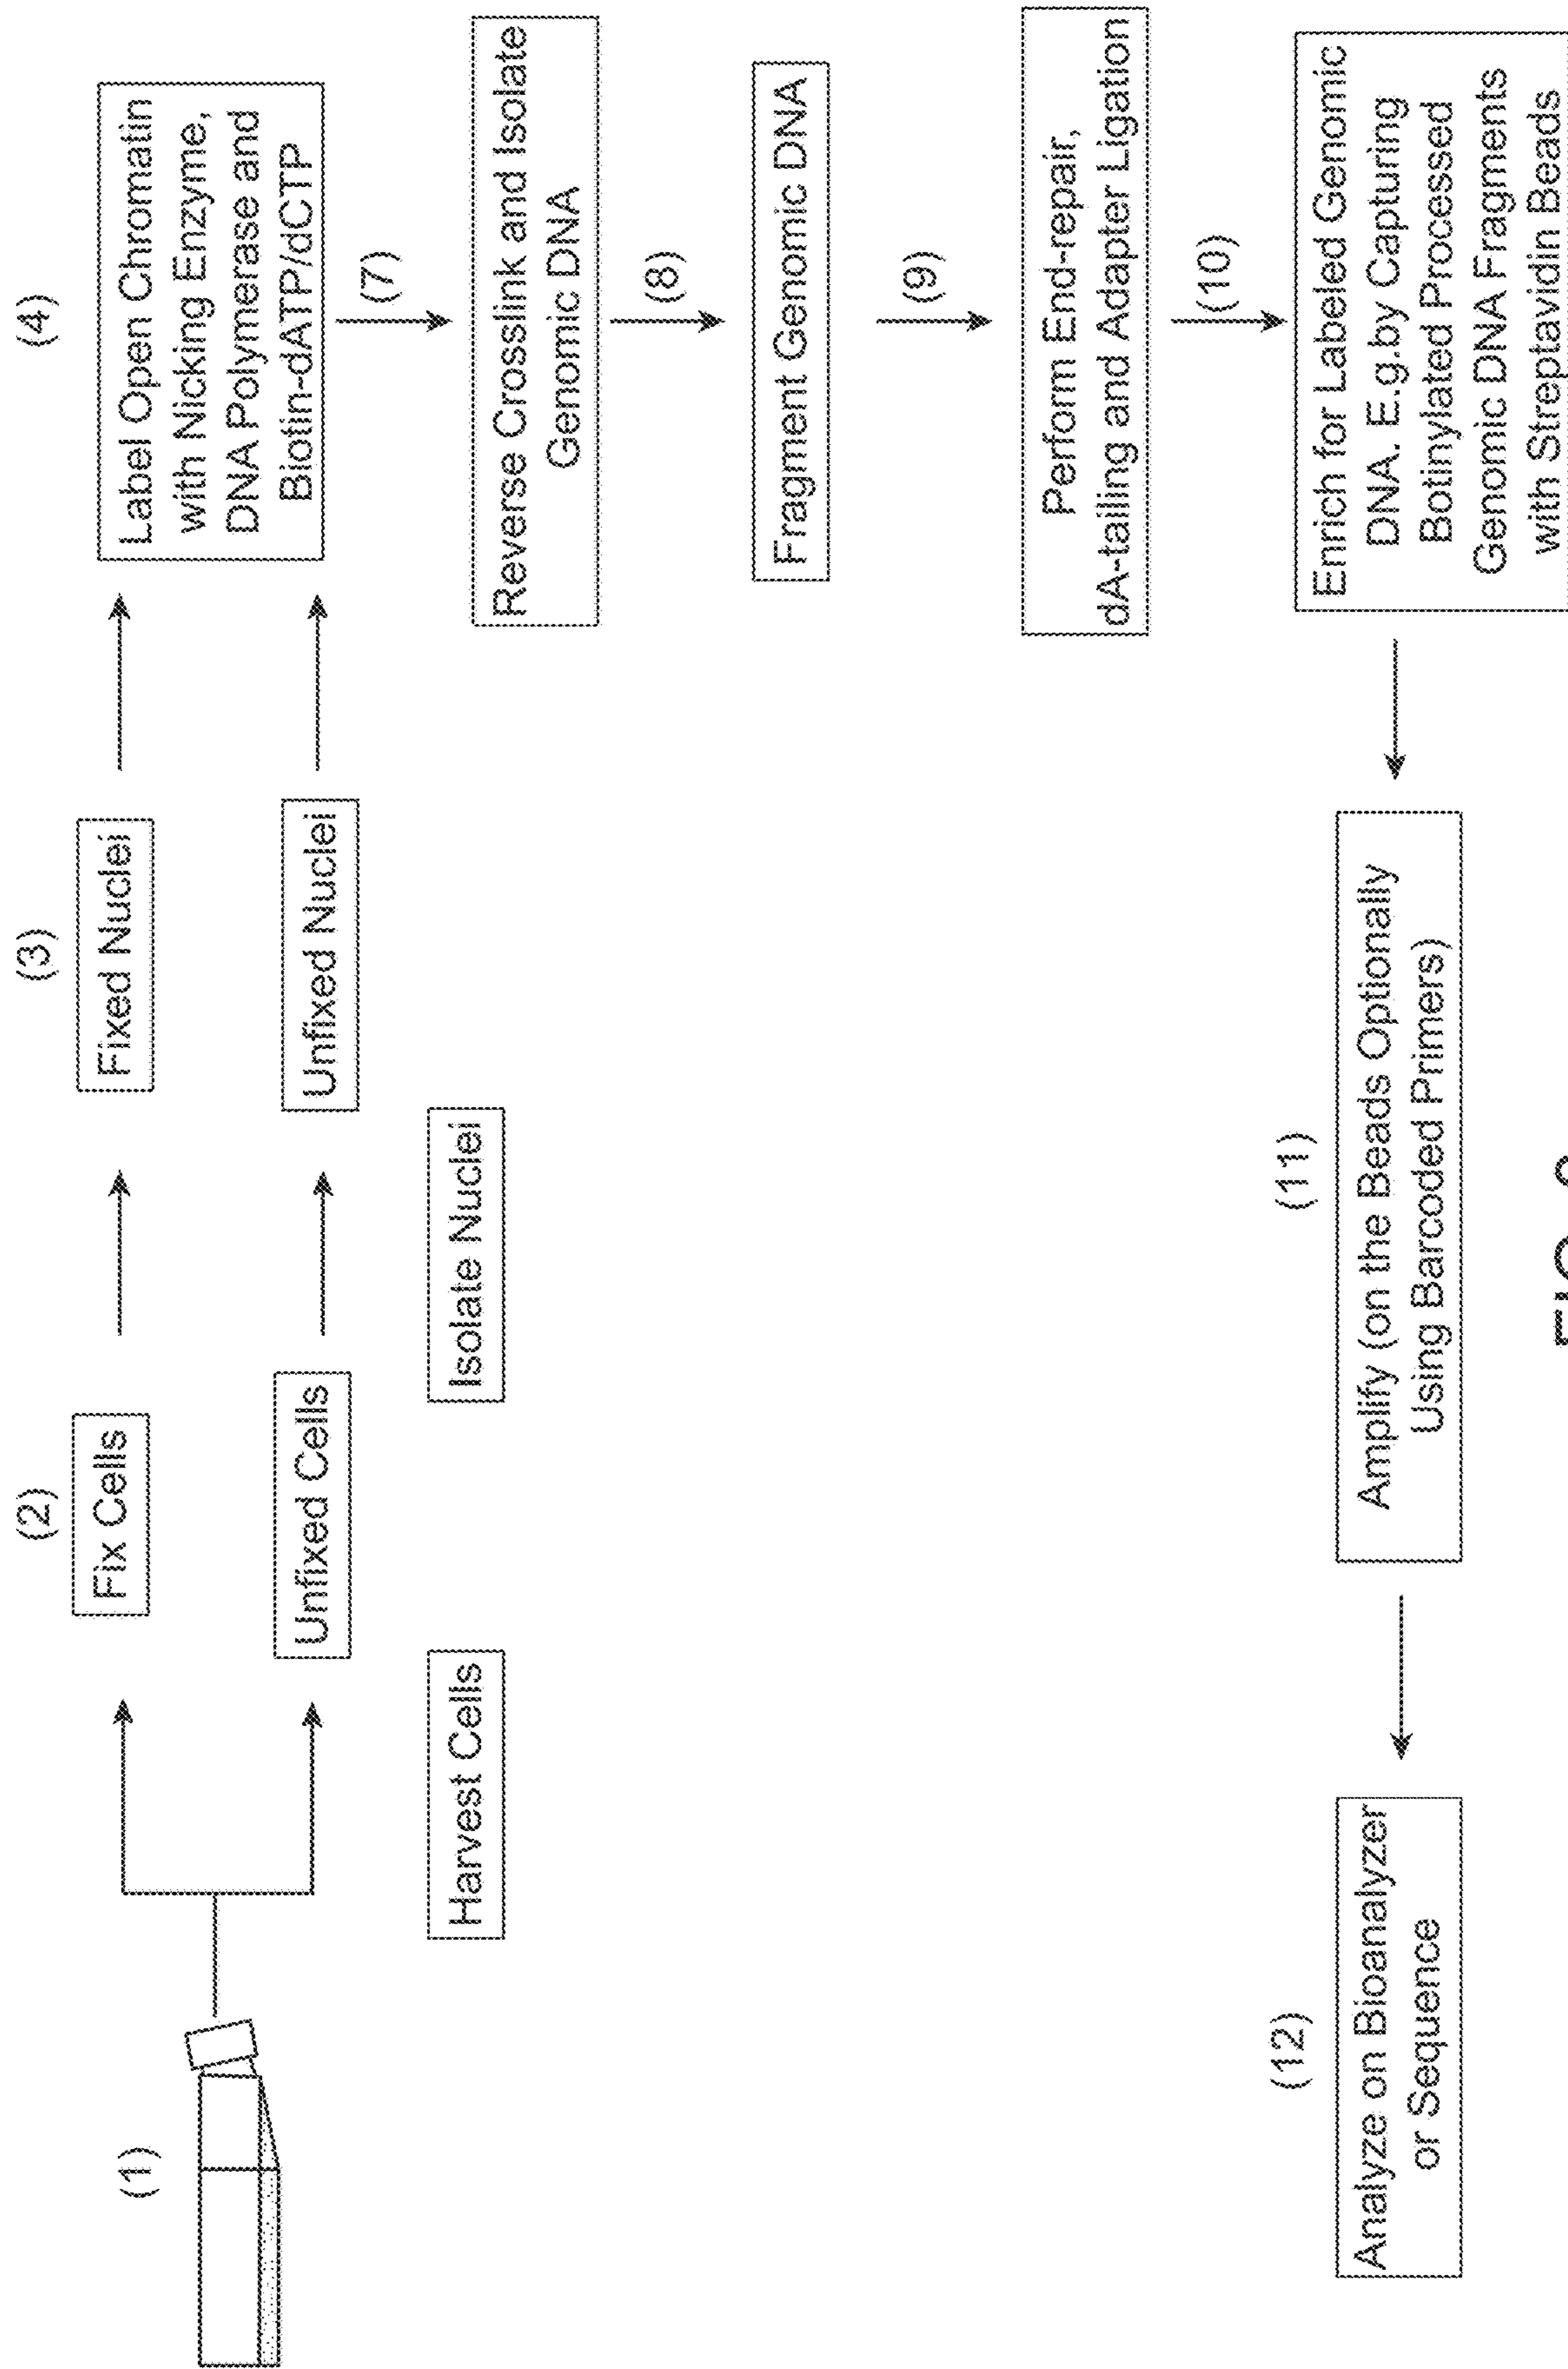 (1)
(2)
(3)
(4)
Fix Cells
Fixed Nuclei
Label Open Chromatin
with Nicking Enzyme,
DNA Polymerase and
Biotin-dATP/dCTP
Unfixed Cells
Unfixed Nuclei
Harvest Cells
Isolate Nuclei
(7)
Reverse Crosslink and Isolate
Genomic DNA
(8)
Fragment Genomic DNA
(9)
Perform End-repair,
dA-tailing and Adapter Ligation
(10)
Enrich for Labeled Genomic
DNA. E.g.by Capturing
Botinylated Processed
Genomic DNA Fragments
with Streptavidin Beads
(11)
Amplify (on the Beads Optionally
Using Barcoded Primers)
(12)
Analyze on Bioanalyzer
or Sequence
FIG.